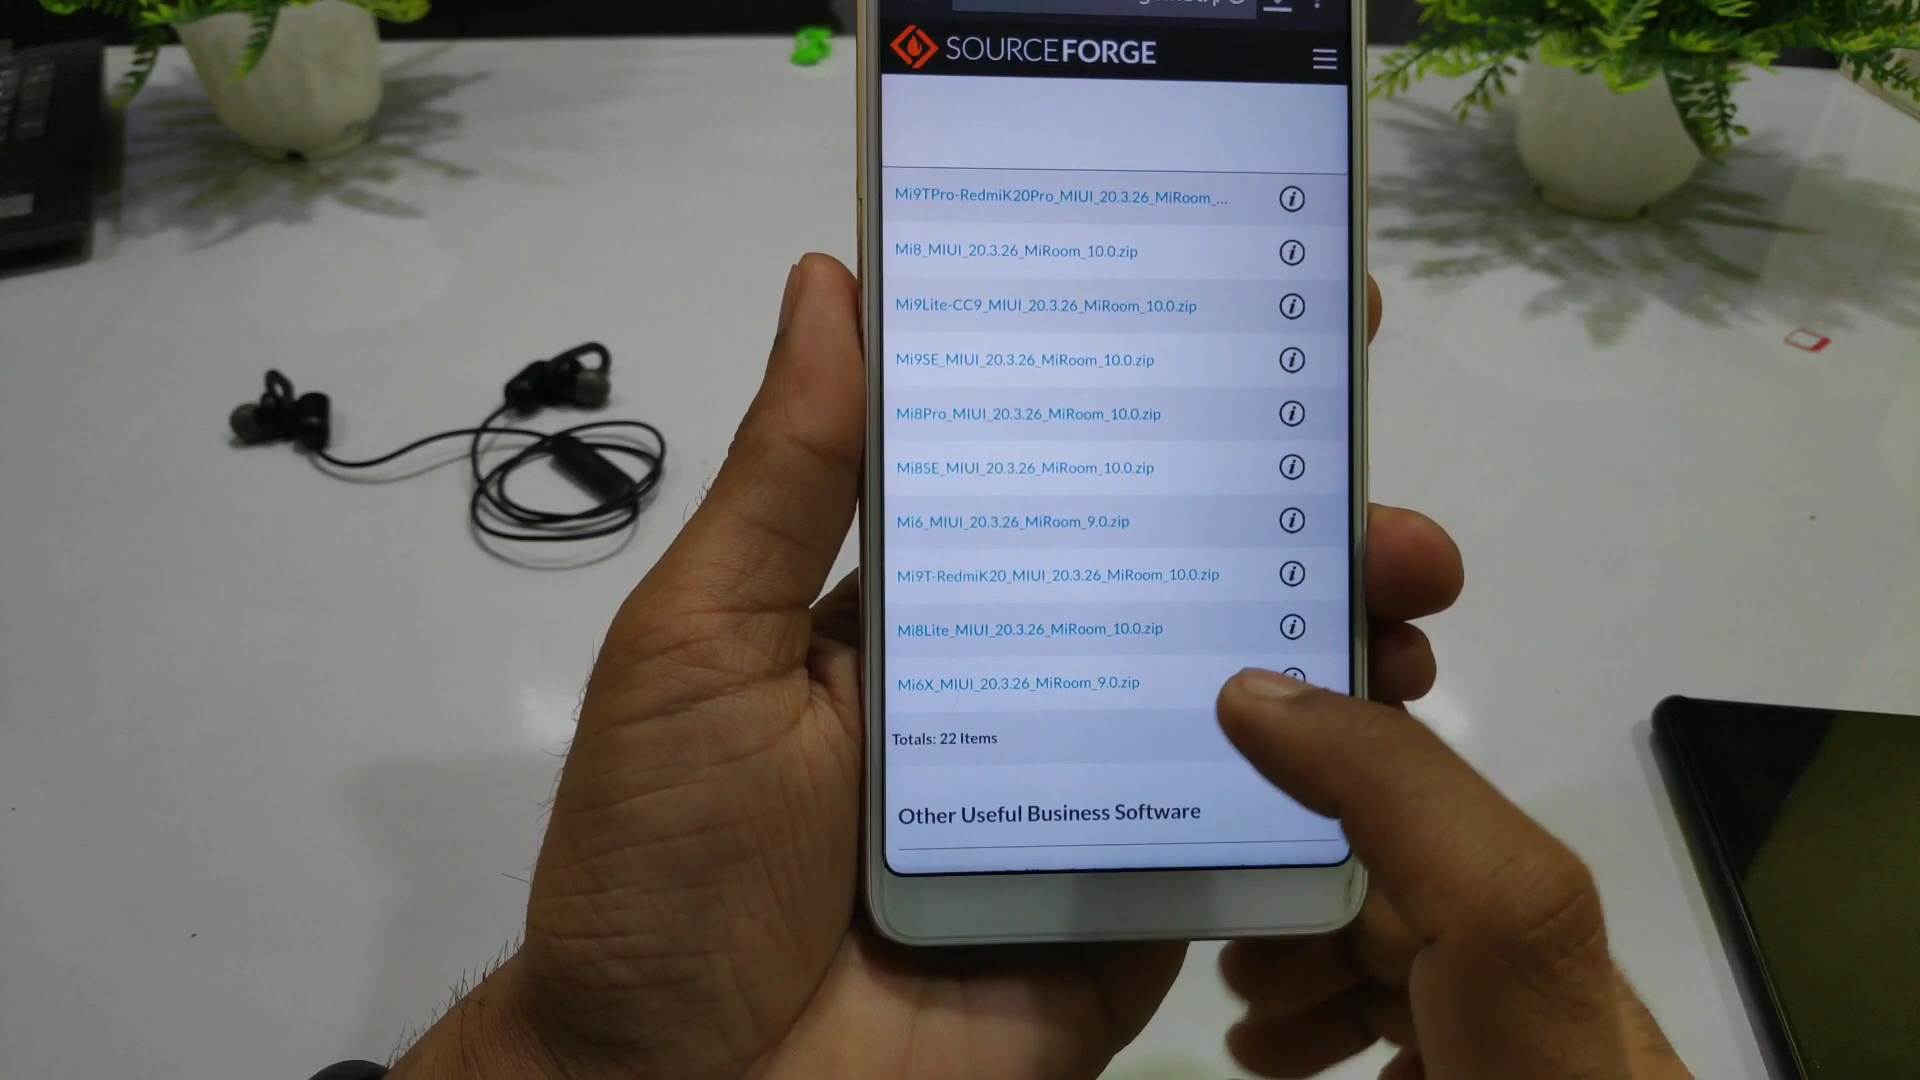 SOURCEFORGE
Mi9TPro-RedmiK20Pro_MIUI_20.3.26_MiRoom_...
Mi8_MIUI_20.3.26_MiRoom_10.0.zip
Mi9Lite-CC9_MIUI_20.3.26_MiRoom_10.0.zip
Mi9SE_MIUI_20.3.26_MiRoom_10.0.zip
Mi8Pro_MIUI_20.3.26_MiRoom_10.0.zip
Mi8SE_MIUI_20.3.26_MiRoom_10.0.zip
Mi6_MIUI_20.3.26_MiRoom_9.0.zip
Mi9T-RedmiK20_MIUI_20.3.26_MiRoom_10.0.zip
Mi8Lite_MIUI_20.3.26_MiRoom_10.0.zip
Mi6X_MIUI_20.3.26_MiRoom_9.0.zip
Totals: 22 Items
Other Useful Business Software